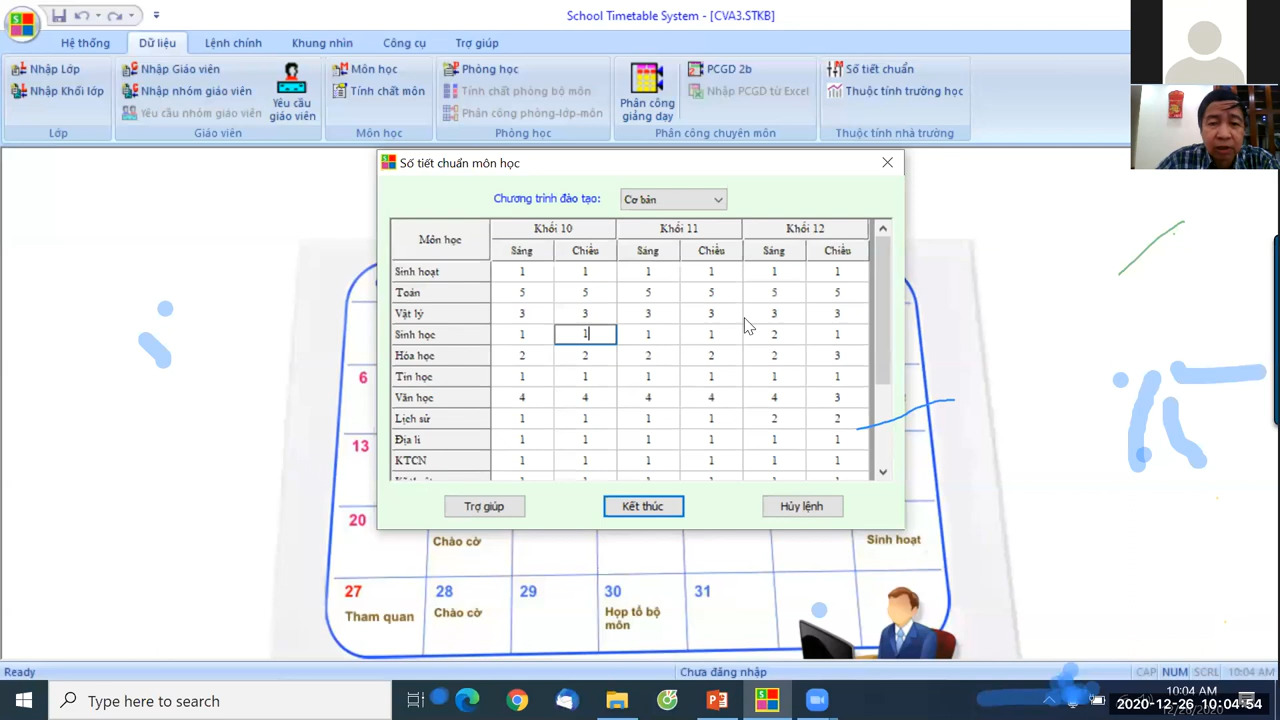 School Timetable System - [CVA3.STKB]
Hệ thống Dữ liệu Lệnh chính Khung nhìn Công cụ Trợ giúp
Nhập Lớp
Nhập Khối lớp
Lớp
Nhập Giáo viên
Nhập nhóm giáo viên
Yêu cầu nhóm giáo viên
Yêu cầu
giáo viên
Giáo viên
Môn học
Tính chất môn
Môn học
Phòng học
Tính chất phòng bộ môn
Phân công phòng-lớp-môn
Phòng học
Phân công
giảng dạy
PCGD 2b
Nhập PCGD từ Excel
Phân công chuyên môn
Số tiết chuẩn
Thuộc tính trường học
Thuộc tính nhà trường
Số tiết chuẩn môn học
Chương trình đào tạo: Cơ bản
Môn học Khối 10 Khối 11 Khối 12
Sáng Chiều Sáng Chiều Sáng Chiều
Sinh hoạt 1 1 1 1 1 1
Toán 5 5 5 5 5 5
Vật lý 3 3 3 3 3 3
Sinh học 1 1 1 1 2 1
Hóa học 2 2 2 2 2 3
Tin học 1 1 1 1 1 1
Văn học 4 4 4 4 4 3
Lịch sử 1 1 1 1 2 2
Địa lí 1 1 1 1 1 1
KTCN 1 1 1 1 1 1
Trợ giúp Kết thúc Hủy lệnh
6
13
20
Chào cờ
Sinh hoạt
27 28 29 30 31
Tham quan Chào cờ Họp tổ bộ
môn
Ready Chưa đăng nhập CAP NUM SCRL 10:04 AM
Type here to search
10:04 AM
2020-12-26 10:04:54